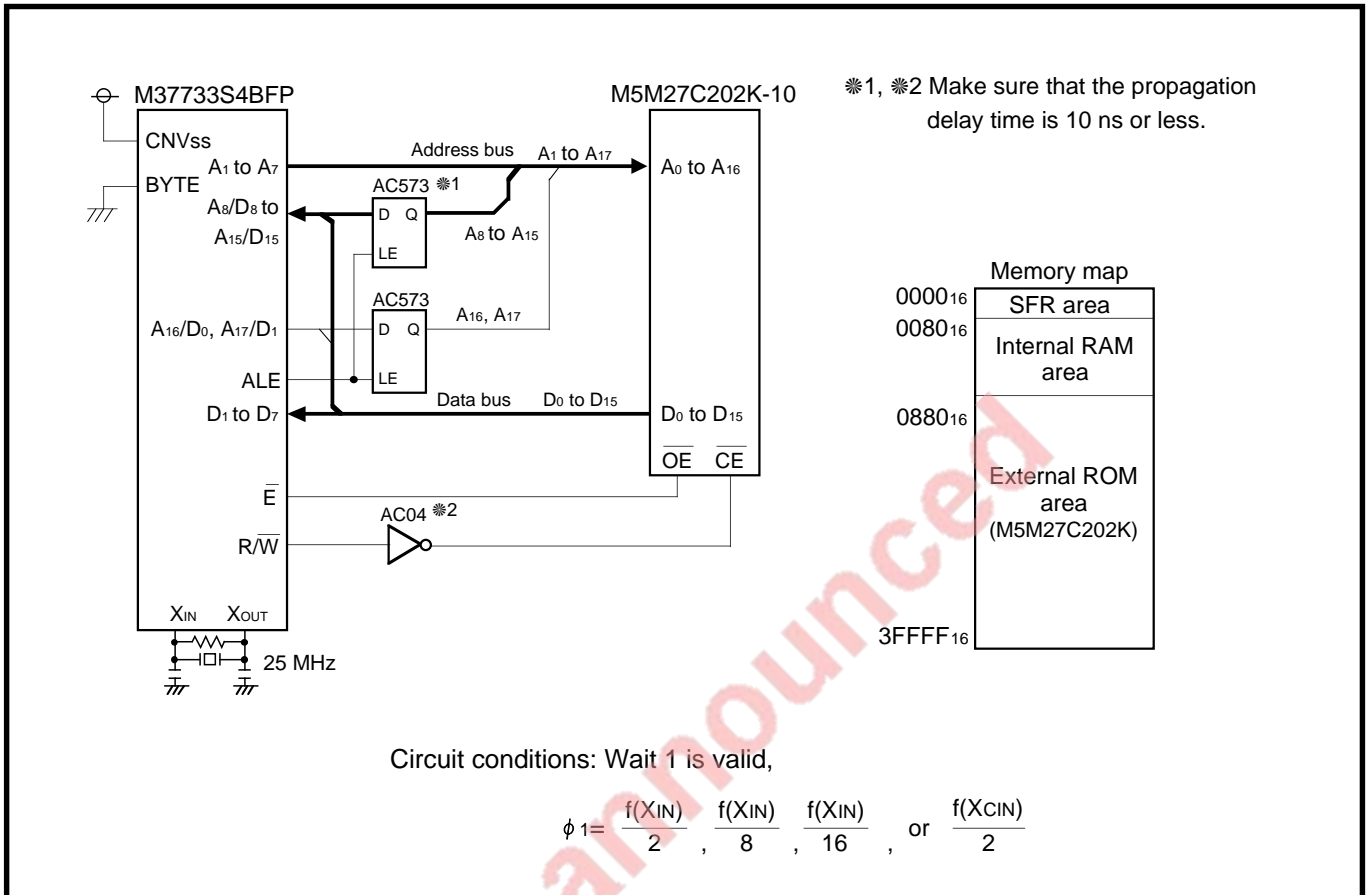 M37733S4BFP
M5M27C202K-10
❊1, ❊2 Make sure that the propagation
delay time is 10 ns or less.
CNVss
BYTE
A1 to A7
Address bus
A1 to A17
A0 to A16
AC573 ❊1
A8/D8 to
A15/D15
D Q
LE
A8 to A15
AC573
A16/D0, A17/D1
D Q
LE
A16, A17
ALE
D1 to D7
Data bus
D0 to D15
D0 to D15
OE CE
E
AC04 ❊2
R/W
XIN XOUT
25 MHz
Memory map
000016
SFR area
008016
Internal RAM
area
088016
External ROM
area
(M5M27C202K)
3FFFF16
Circuit conditions: Wait 1 is valid,
ϕ1= f(XIN)/2 , f(XIN)/8 , f(XIN)/16 , or f(XCIN)/2
announced